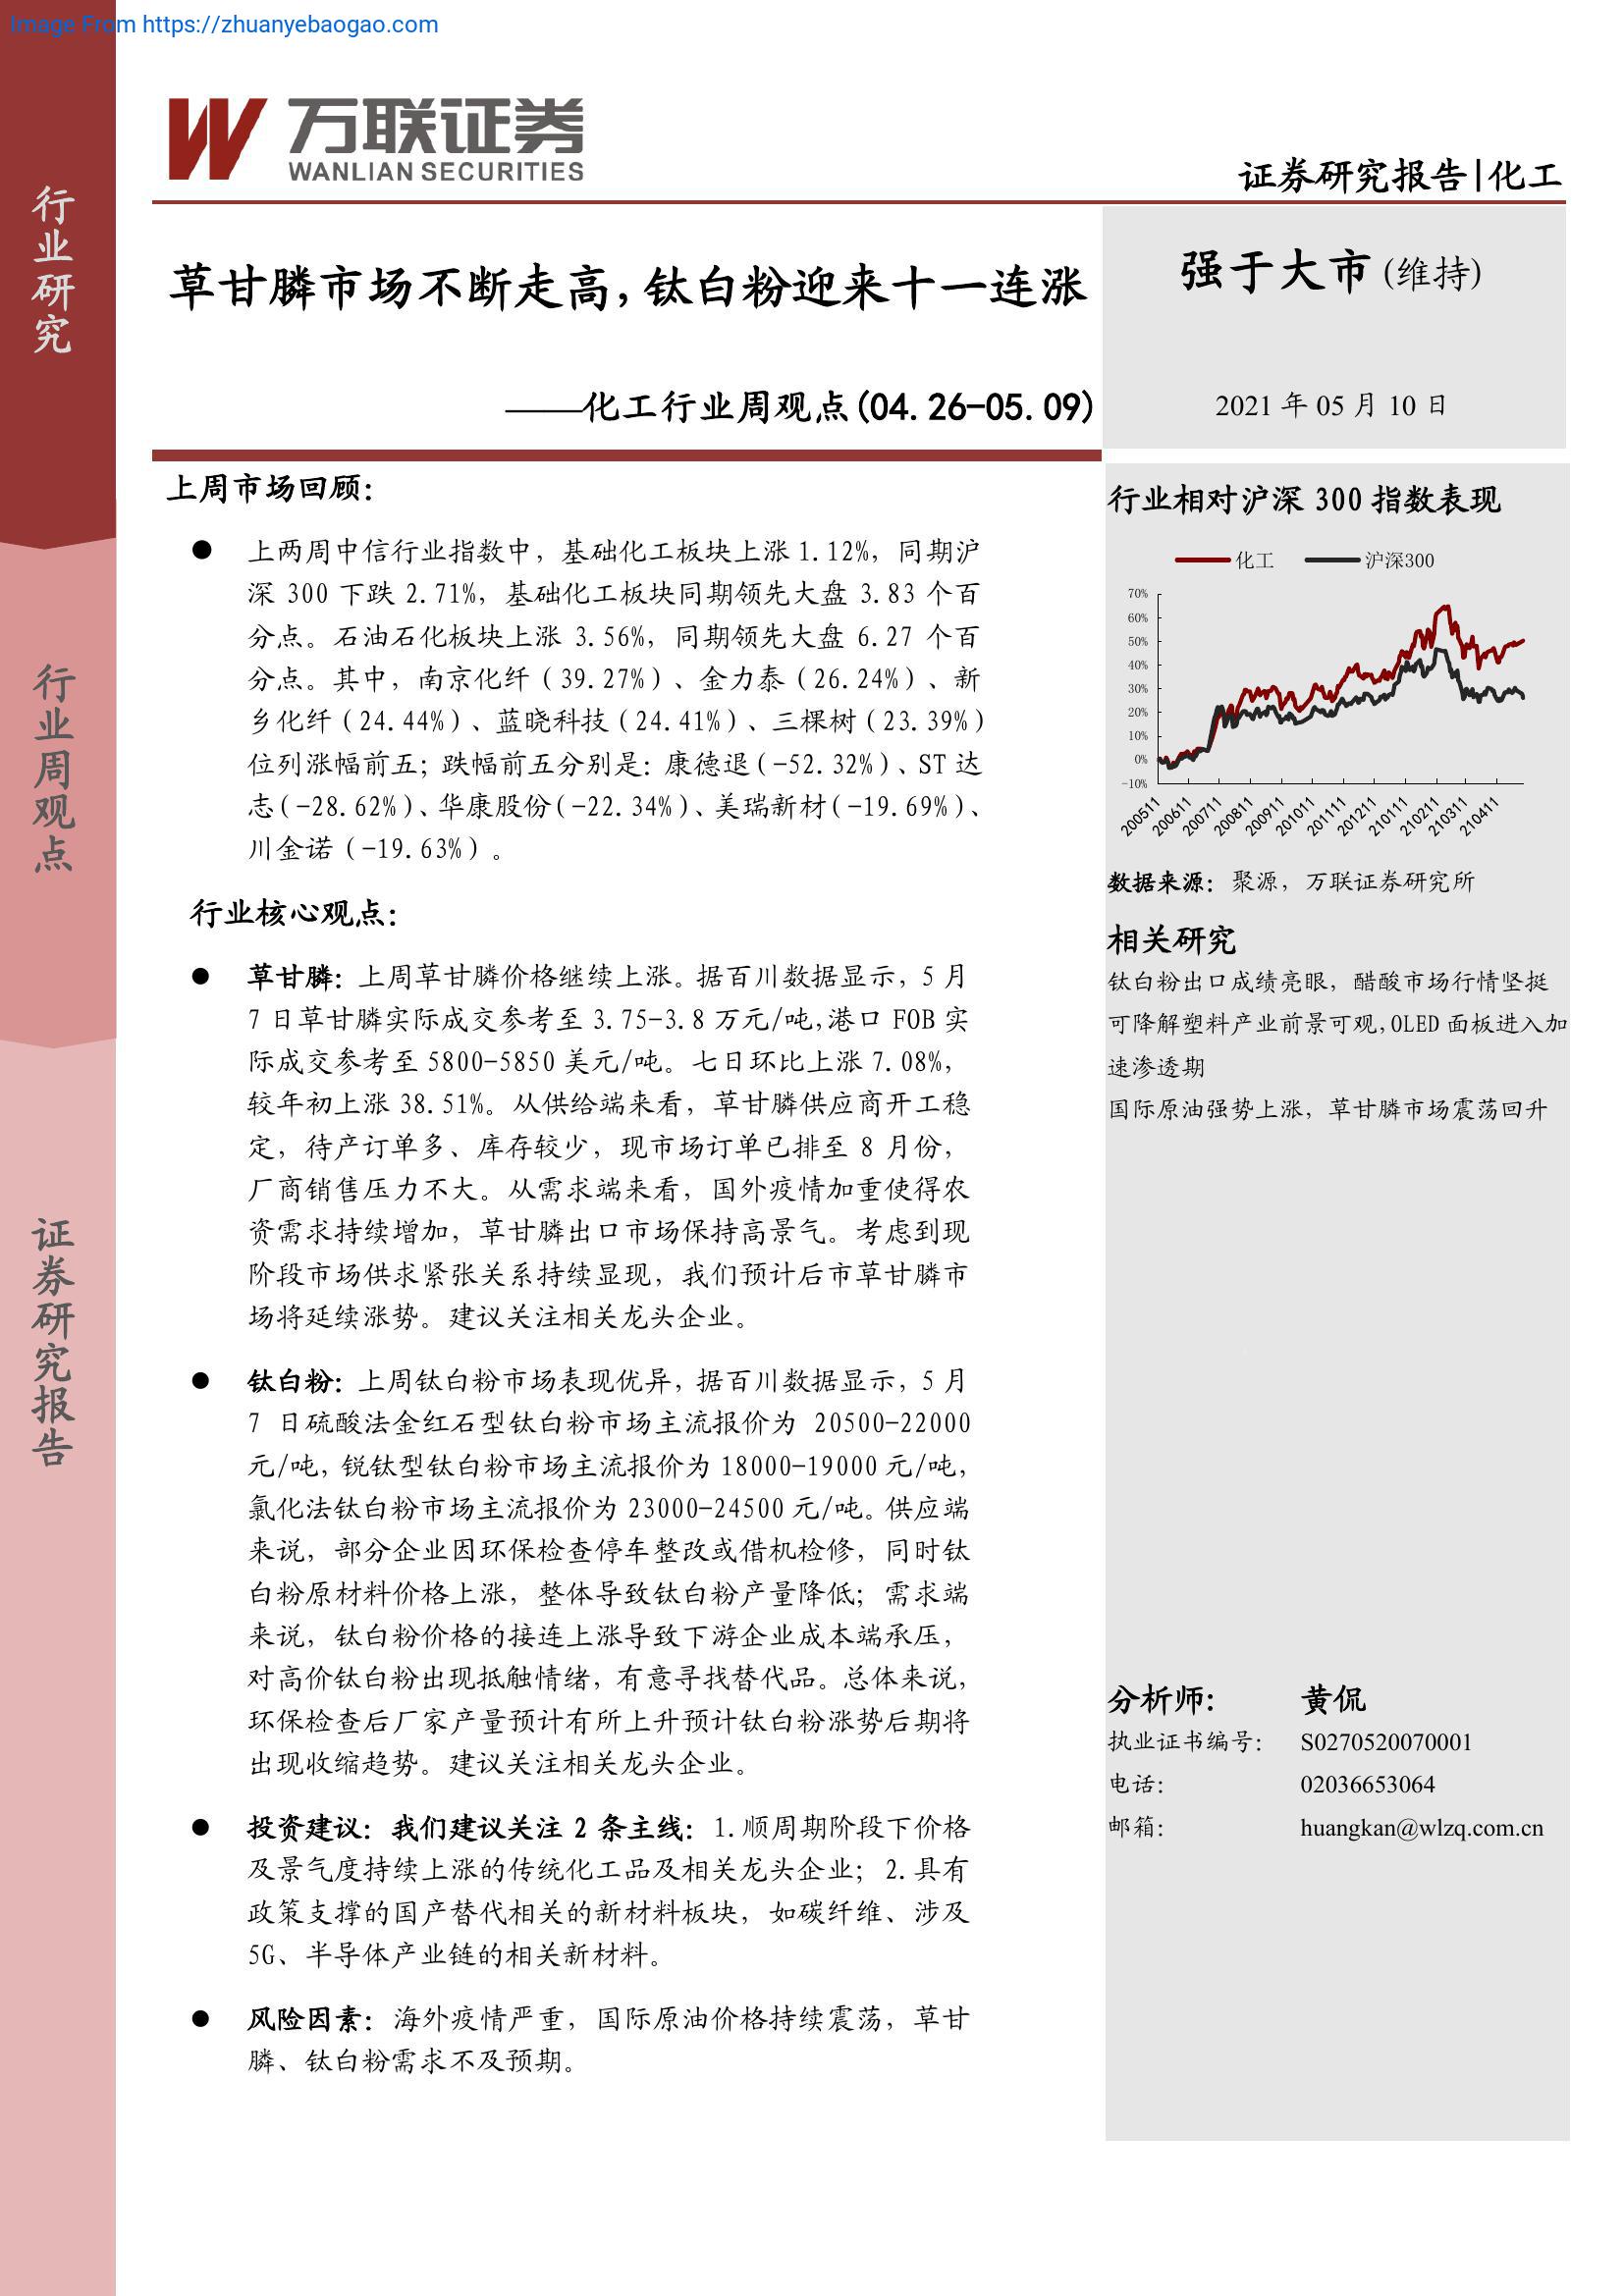 Image From https://zhuanyebaogao.com
万联证券
WANLIAN SECURITIES
证券研究报告|化工
行业研究
行业周观点
证券研究报告
草甘膦市场不断走高,钛白粉迎来十一连涨
——化工行业周观点(04.26-05.09)
强于大市(维持)
2021 年 05 月 10 日
上周市场回顾:
● 上两周中信行业指数中，基础化工板块上涨 1.12%，同期沪
深 300 下跌 2.71%，基础化工板块同期领先大盘 3.83 个百
分点。石油石化板块上涨 3.56%，同期领先大盘 6.27 个百
分点。其中，南京化纤（39.27%）、金力泰（26.24%）、新
乡化纤（24.44%）、蓝晓科技（24.41%）、三棵树（23.39%）
位列涨幅前五；跌幅前五分别是：康德退(-52.32%)、ST 达
志(-28.62%)、华康股份(-22.34%)、美瑞新材(-19.69%)、
川金诺（-19.63%）。
行业核心观点:
● 草甘膦：上周草甘膦价格继续上涨。据百川数据显示，5 月
7 日草甘膦实际成交参考至 3.75-3.8 万元/吨,港口 FOB 实
际成交参考至 5800-5850 美元/吨。七日环比上涨 7.08%，
较年初上涨 38.51%。从供给端来看，草甘膦供应商开工稳
定，待产订单多、库存较少，现市场订单已排至 8 月份，
厂商销售压力不大。从需求端来看，国外疫情加重使得农
资需求持续增加，草甘膦出口市场保持高景气。考虑到现
阶段市场供求紧张关系持续显现，我们预计后市草甘膦市
场将延续涨势。建议关注相关龙头企业。
● 钛白粉：上周钛白粉市场表现优异，据百川数据显示，5 月
7 日硫酸法金红石型钛白粉市场主流报价为 20500-22000
元/吨，锐钛型钛白粉市场主流报价为 18000-19000 元/吨，
氯化法钛白粉市场主流报价为 23000-24500 元/吨。供应端
来说，部分企业因环保检查停车整改或借机检修，同时钛
白粉原材料价格上涨，整体导致钛白粉产量降低；需求端
来说，钛白粉价格的接连上涨导致下游企业成本端承压，
对高价钛白粉出现抵触情绪，有意寻找替代品。总体来说，
环保检查后厂家产量预计有所上升预计钛白粉涨势后期将
出现收缩趋势。建议关注相关龙头企业。
● 投资建议：我们建议关注 2 条主线：1.顺周期阶段下价格
及景气度持续上涨的传统化工品及相关龙头企业；2.具有
政策支撑的国产替代相关的新材料板块，如碳纤维、涉及
5G、半导体产业链的相关新材料。
● 风险因素：海外疫情严重，国际原油价格持续震荡，草甘
膦、钛白粉需求不及预期。
行业相对沪深 300 指数表现
化工 沪深300
70%
60%
50%
40%
30%
20%
10%
0%
-10%
200511 200611 200711 200811 200911 201011 201111 201211 210111 210211 210311 210411
数据来源：聚源，万联证券研究所
相关研究
钛白粉出口成绩亮眼，醋酸市场行情坚挺
可降解塑料产业前景可观,OLED 面板进入加
速渗透期
国际原油强势上涨，草甘膦市场震荡回升
分析师: 黄侃
执业证书编号: S0270520070001
电话: 02036653064
邮箱: huangkan@wlzq.com.cn